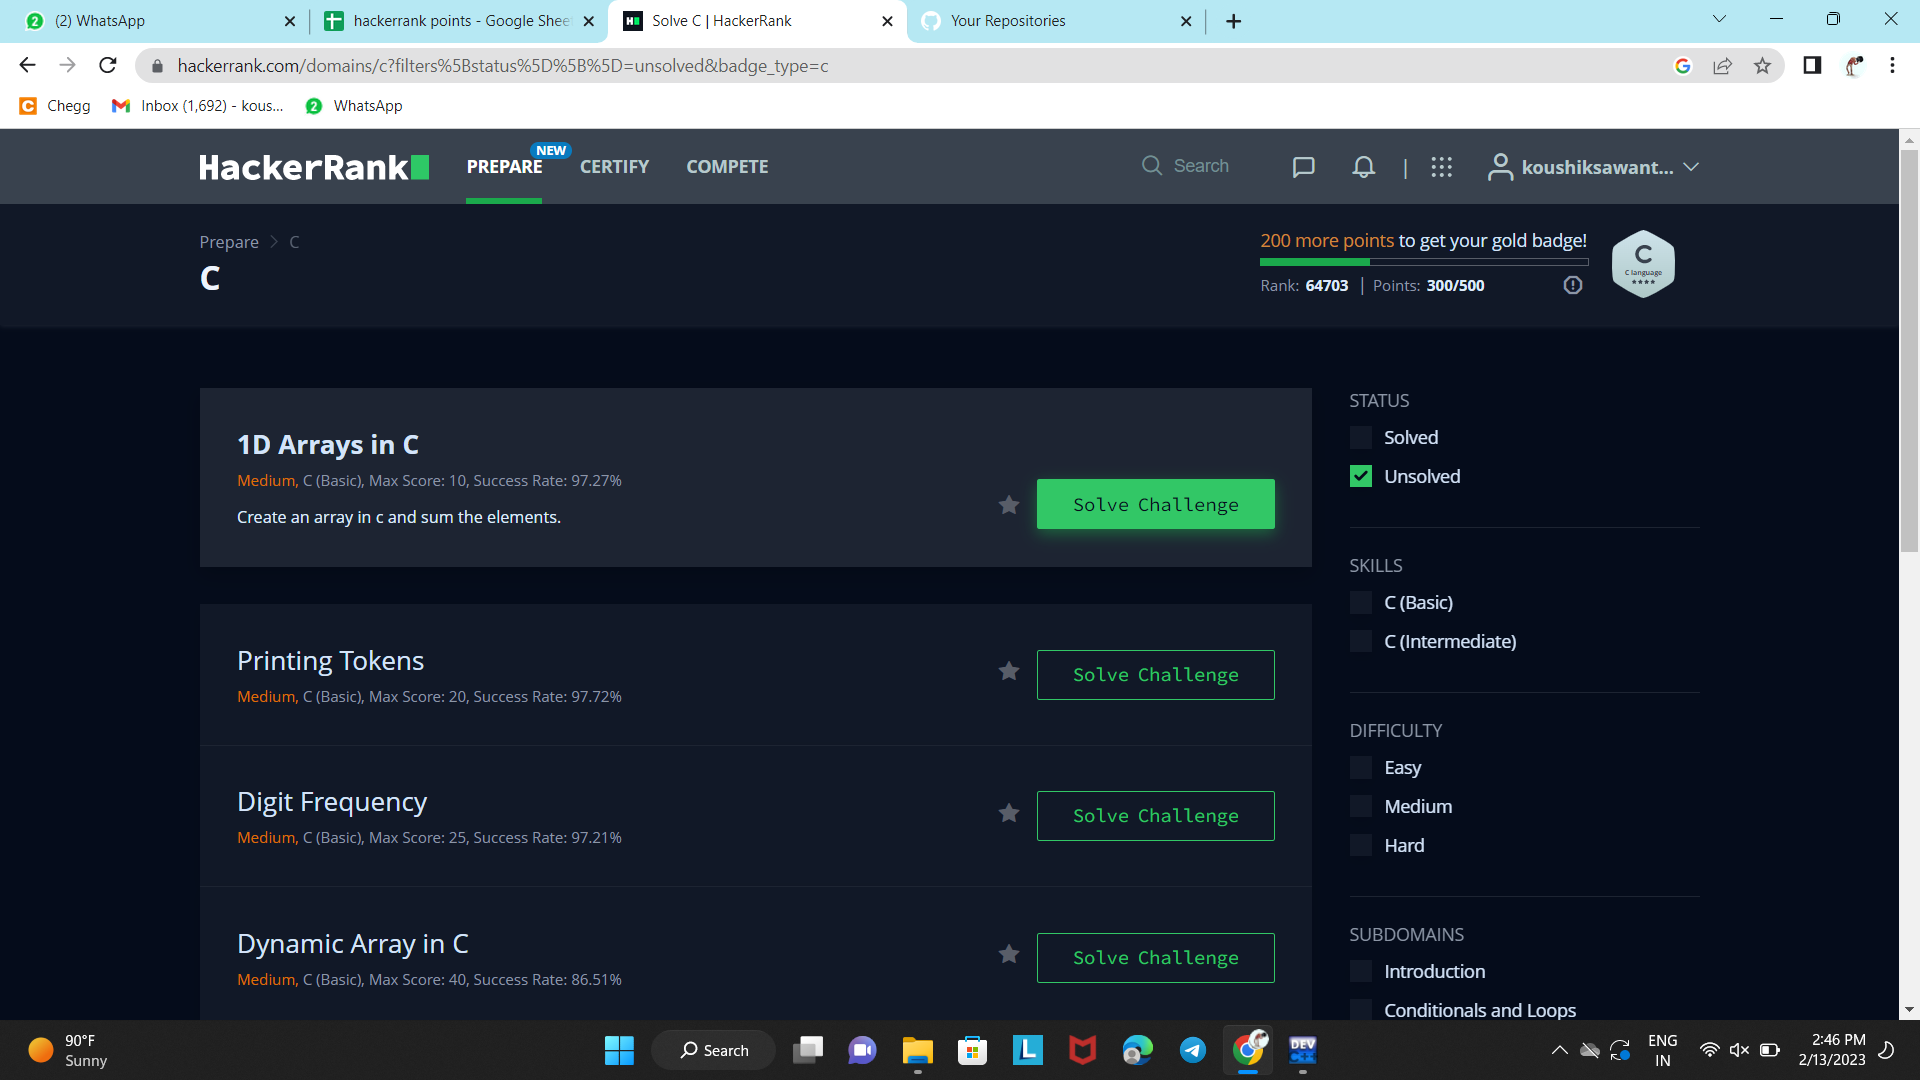 (2) WhatsApp
hackerrank points - Google Shee
Solve C | HackerRank
Your Repositories
hackerrank.com/domains/c?filters%5Bstatus%5D%5B%5D=unsolved&badge_type=c
Chegg
Inbox (1,692) - kous...
WhatsApp
HackerRank
PREPARE
NEW
CERTIFY
COMPETE
Search
koushiksawant...
Prepare > C
C
200 more points to get your gold badge!
Rank: 64703 | Points: 300/500
C
C language
1D Arrays in C
Medium, C (Basic), Max Score: 10, Success Rate: 97.27%
Create an array in c and sum the elements.
Solve Challenge
Printing Tokens
Medium, C (Basic), Max Score: 20, Success Rate: 97.72%
Solve Challenge
Digit Frequency
Medium, C (Basic), Max Score: 25, Success Rate: 97.21%
Solve Challenge
Dynamic Array in C
Medium, C (Basic), Max Score: 40, Success Rate: 86.51%
Solve Challenge
STATUS
Solved
Unsolved
SKILLS
C (Basic)
C (Intermediate)
DIFFICULTY
Easy
Medium
Hard
SUBDOMAINS
Introduction
Conditionals and Loops
90°F
Sunny
Search
DEV
ENG
IN
2:46 PM
2/13/2023